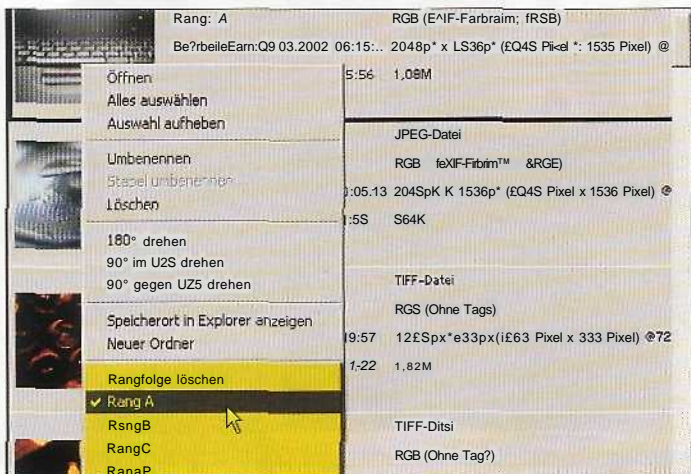 Rang: A
RGB (E^IF-Farbraim; fRSB)
Be?rbeileEarn:Q9 03.2002 06:15:..
2048p* x LS36p* (£Q4S Pii<el *: 1535 Pixel) @
5:56
1,08M
Öffnen
Alles auswählen
Auswahl aufheben
JPEG-Datei
Umbenennen
RGB feXIF-Firbrim™ &RGE)
Stapel umbenennen
:05.13
204SpK K 1536p* (£Q4S Pixel x 1536 Pixel) @
Löschen
:5S
S64K
180° drehen
90° im U2S drehen
90° gegen UZ5 drehen
TIFF-Datei
RGS (Ohne Tags)
Speicherort in Explorer anzeigen
Neuer Ordner
9:57
12£Spx*e33px(i£63 Pixel x 333 Pixel) @72
1-22
1,82M
Rangfolge löschen
Rang A
RsngB
TIFF-Ditsi
RangC
RGB (Ohne Tag?)
RanaP